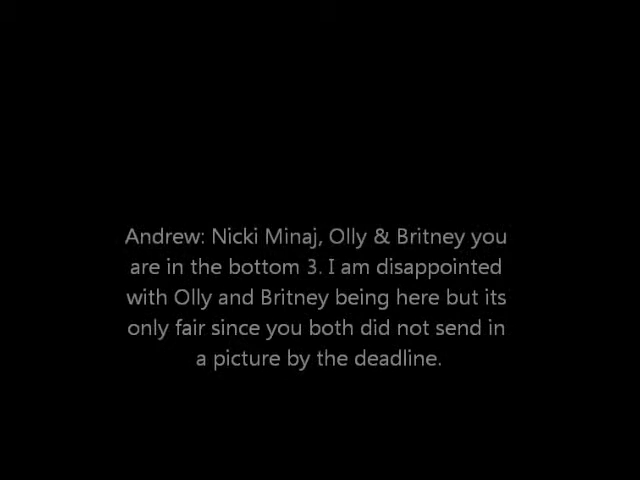 Andrew: Nicki Minaj, Olly & Britney you
are in the bottom 3. I am disappointed
with Olly and Britney being here but its
only fair since you both did not send in
a picture by the deadline.